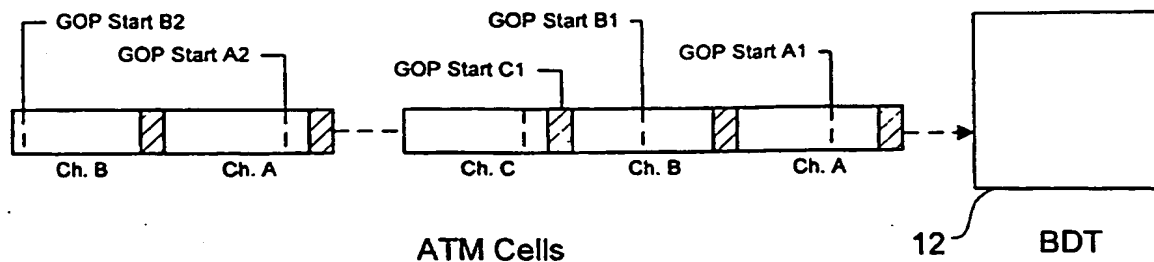 GOP Start B2
GOP Start B1
GOP Start A2
GOP Start A1
GOP Start C1
Ch. B
Ch. A
Ch. C
Ch. B
Ch. A
12
BDT
ATM Cells